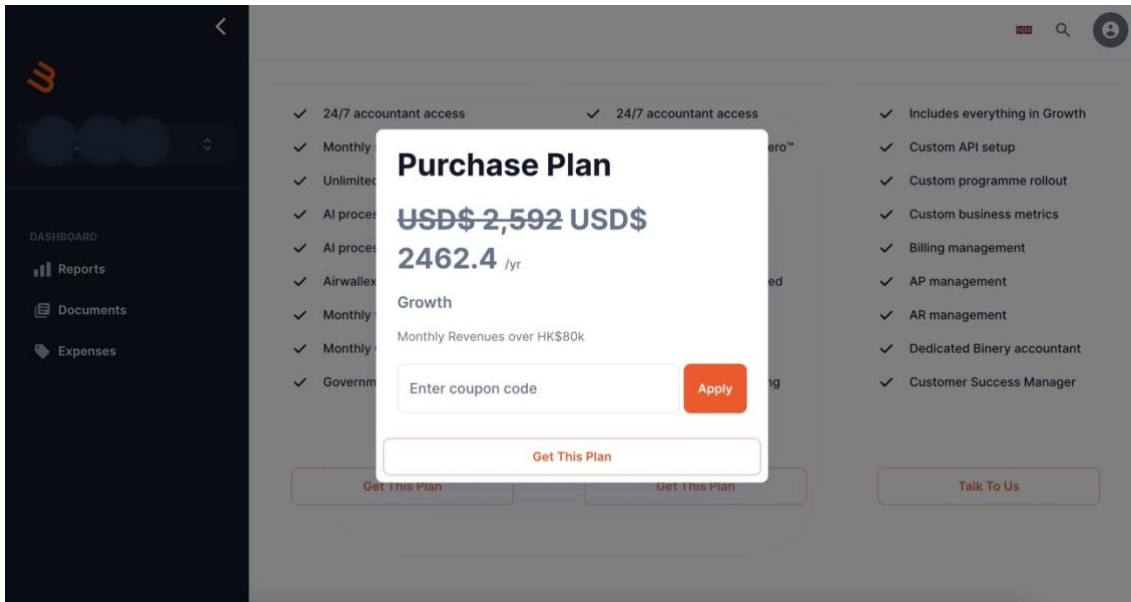 DASHBOARD
Reports
Documents
Expenses
24/7 accountant access
24/7 accountant access
Includes everything in Growth
Monthly
ero™
Custom API setup
Unlimited
Custom programme rollout
AI proces
Custom business metrics
AI proces
Billing management
Airwallex
ed
AP management
Monthly
AR management
Monthly
Dedicated Binery accountant
Governm
ng
Customer Success Manager
Get This Plan
Get This Plan
Talk To Us
Purchase Plan
USD$ 2,592 USD$
2462.4 /yr
Growth
Monthly Revenues over HK$80k
Enter coupon code
Apply
Get This Plan